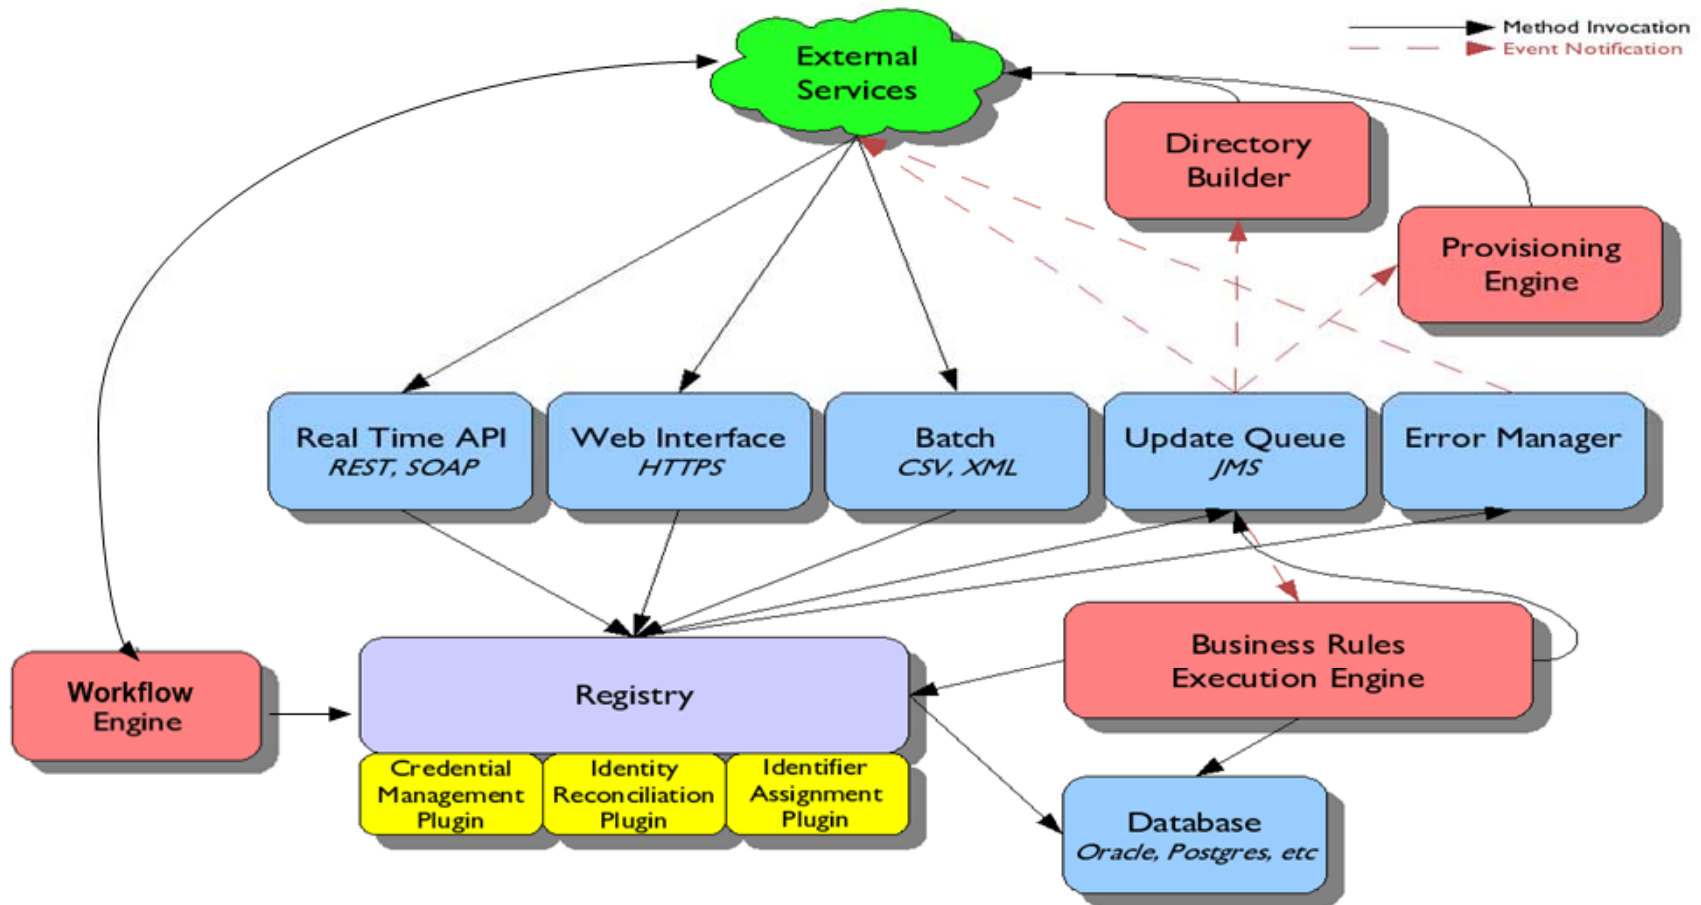 External
Services
Method Invocation
Event Notification
Directory
Builder
Provisioning
Engine
Real Time API
REST, SOAP
Web Interface
HTTPS
Batch
CSV, XML
Update Queue
JMS
Error Manager
Workflow
Engine
Registry
Business Rules
Execution Engine
Credential
Management
Plugin
Identity
Reconciliation
Plugin
Identifier
Assignment
Plugin
Database
Oracle, Postgres, etc